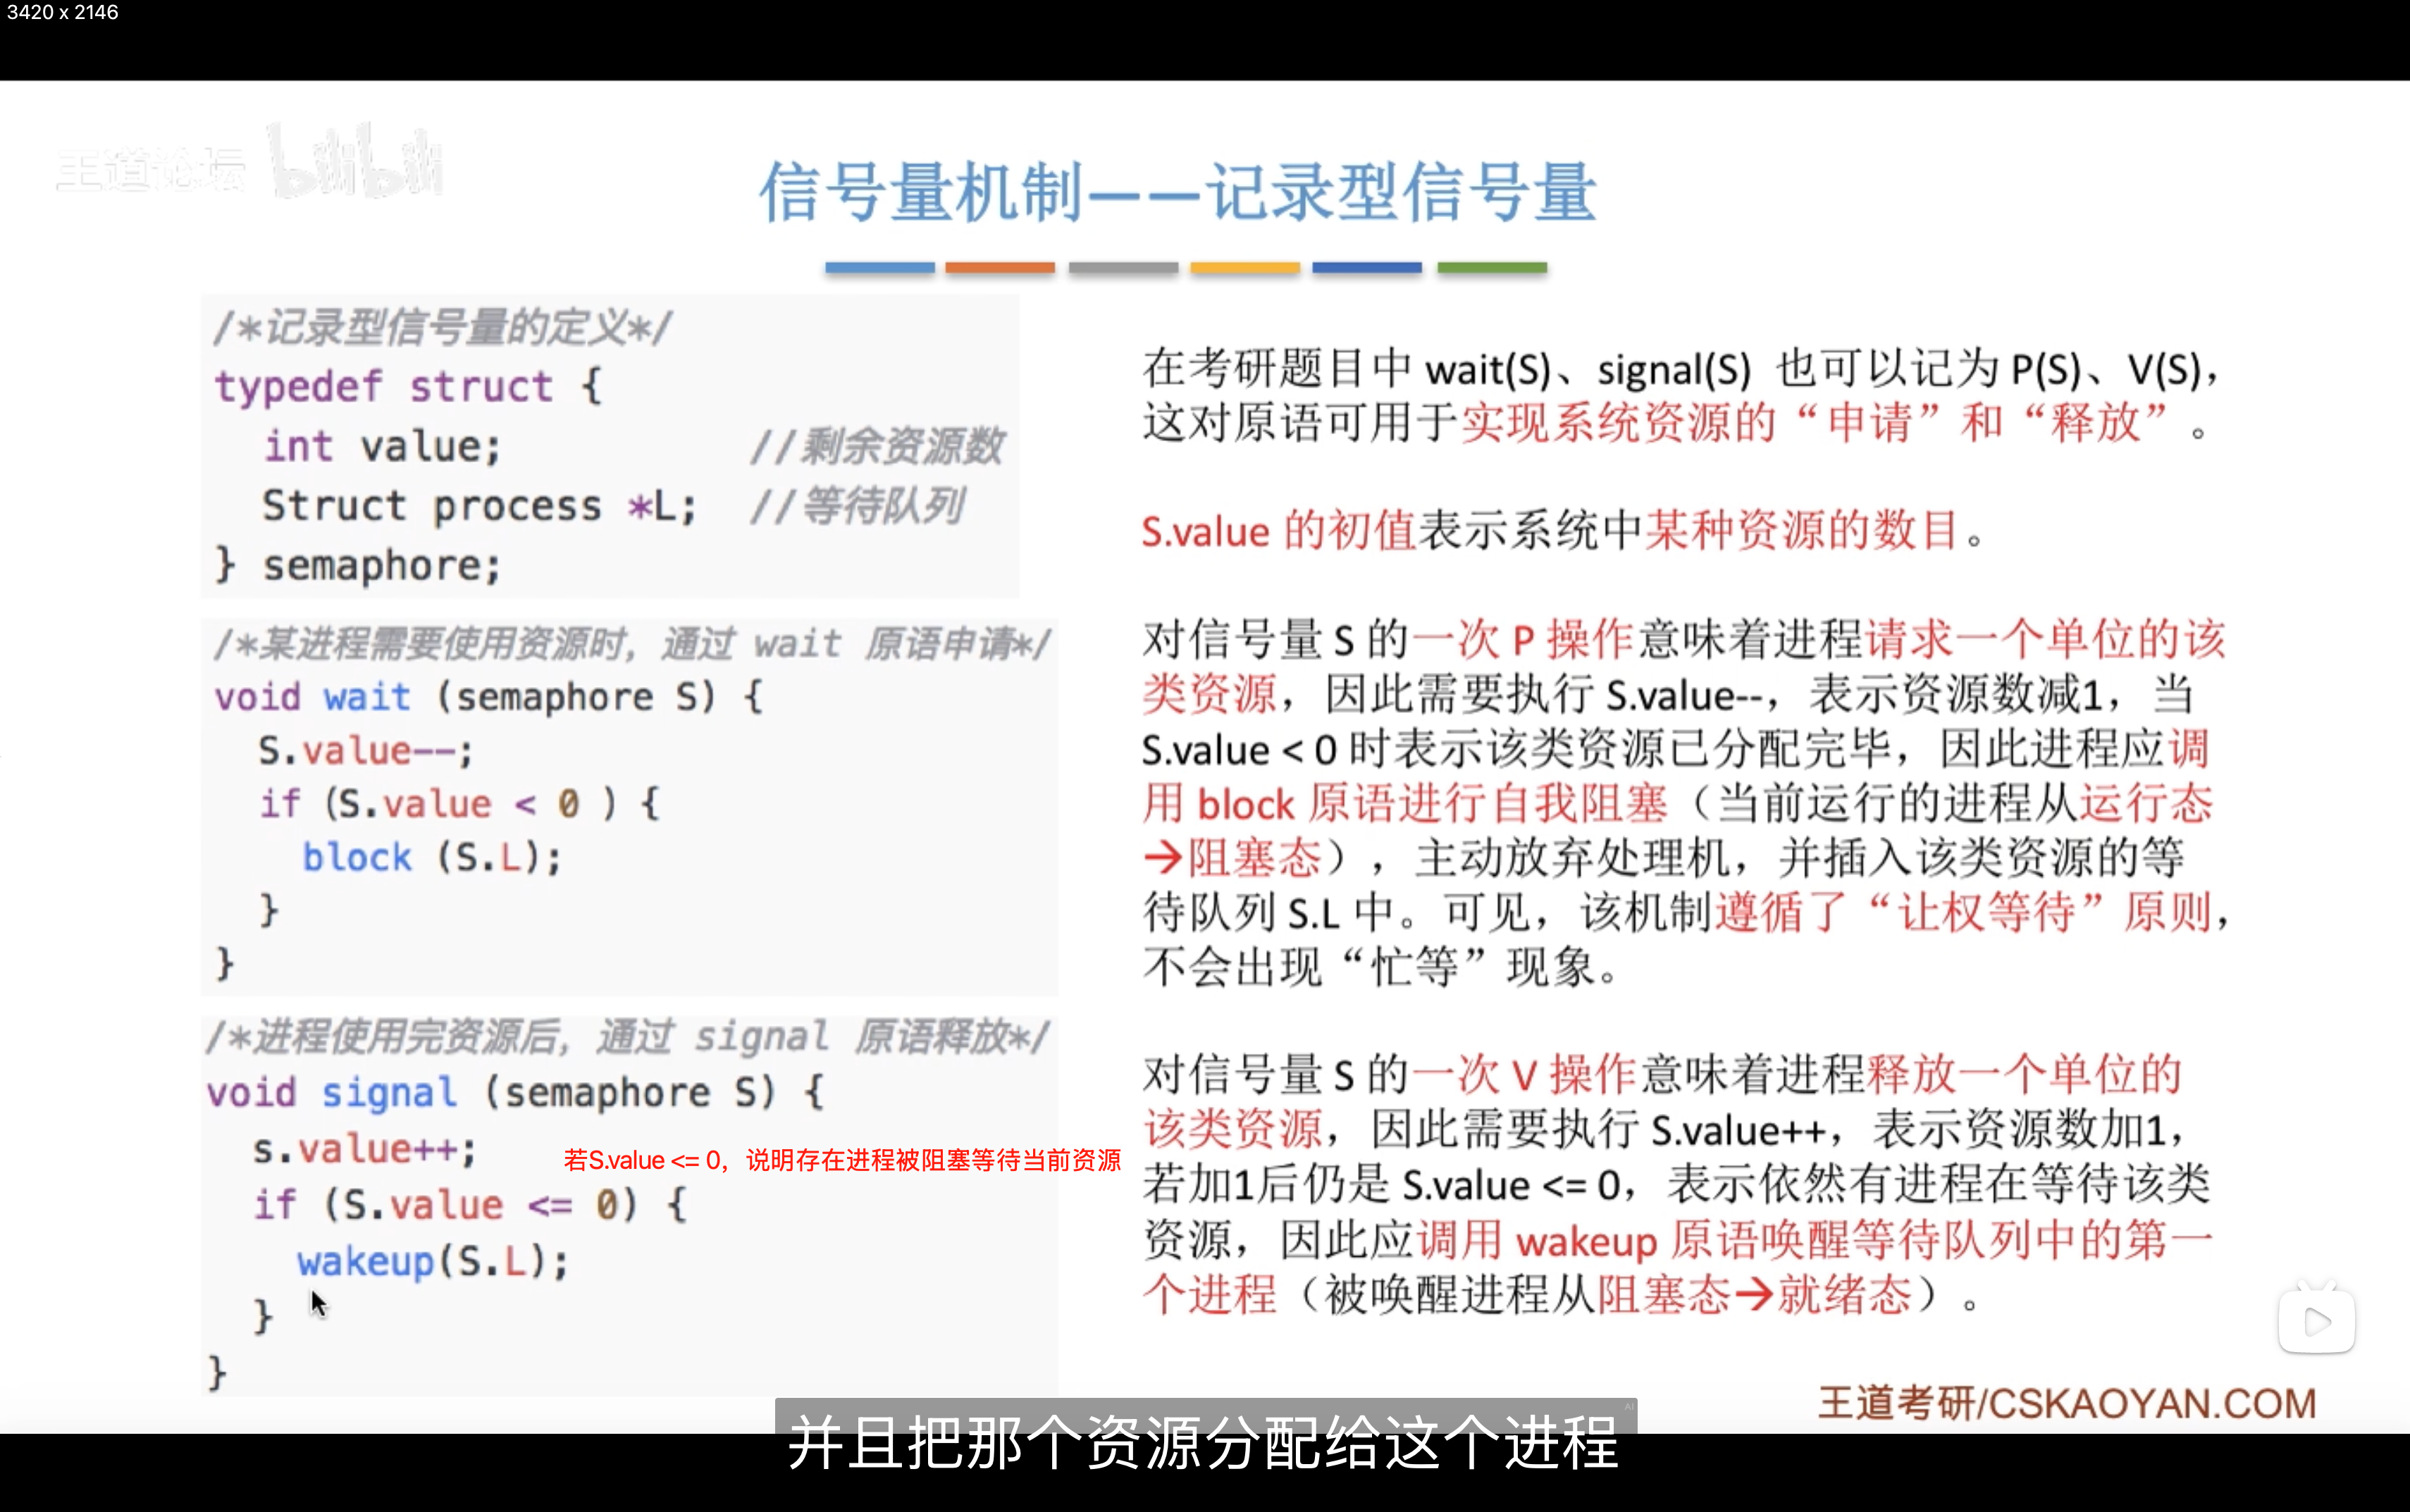 3420 x 2146
王道论坛 bilibili
信号量机制——记录型信号量
/*记录型信号量的定义*/
typedef struct {
int value; //剩余资源数
Struct process *L; //等待队列
} semaphore;
/*某进程需要使用资源时，通过 wait 原语申请*/
void wait (semaphore S) {
S.value--;
if (S.value < 0 ) {
block (S.L);
}
}
/*进程使用完资源后，通过 signal 原语释放*/
void signal (semaphore S) {
s.value++;
若S.value <= 0，说明存在进程被阻塞等待当前资源
if (S.value <= 0) {
wakeup(S.L);
}
}
在考研题目中 wait(S)、signal(S) 也可以记为 P(S)、V(S)，
这对原语可用于实现系统资源的“申请”和“释放”。
S.value 的初值表示系统中某种资源的数目。
对信号量 S 的一次 P 操作意味着进程请求一个单位的该
类资源，因此需要执行 S.value--，表示资源数减1，当
S.value < 0 时表示该类资源已分配完毕，因此进程应调
用 block 原语进行自我阻塞（当前运行的进程从运行态
→阻塞态），主动放弃处理机，并插入该类资源的等
待队列 S.L 中。可见，该机制遵循了“让权等待”原则，
不会出现“忙等”现象。
对信号量 S 的一次 V 操作意味着进程释放一个单位的
该类资源，因此需要执行 S.value++，表示资源数加1，
若加1后仍是 S.value <= 0，表示依然有进程在等待该类
资源，因此应调用 wakeup 原语唤醒等待队列中的第一
个进程（被唤醒进程从阻塞态→就绪态）。
王道考研/CSKAOYAN.COM
AI
并且把那个资源分配给这个进程